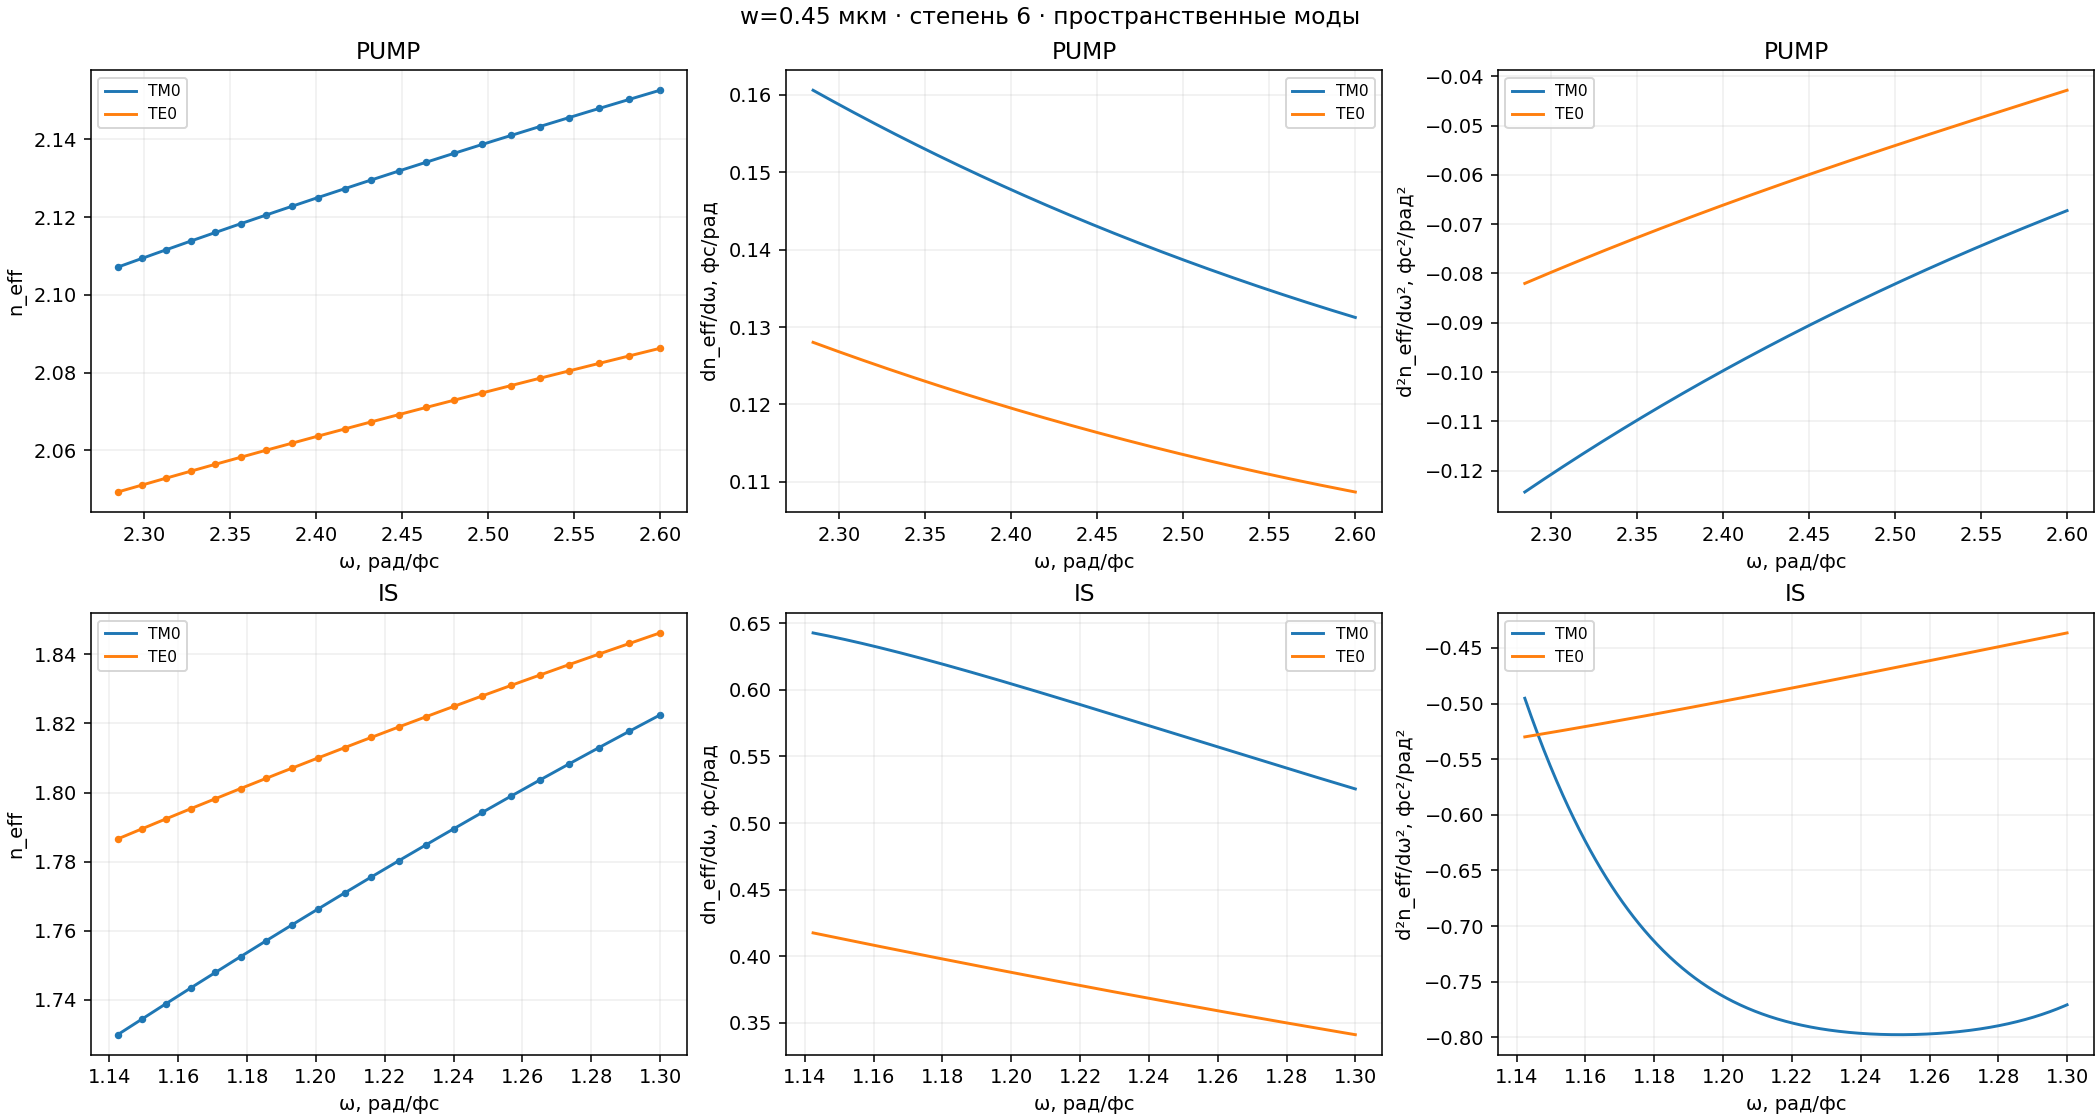 w=0.45 мкм · степень 6 · пространственные моды
PUMP
TM0
TE0
n_eff
2.14
2.12
2.10
2.08
2.06
2.30 2.35 2.40 2.45 2.50 2.55 2.60
ω, рад/фс
PUMP
TM0
TE0
dn_eff/dω, фс/рад
0.16
0.15
0.14
0.13
0.12
0.11
2.30 2.35 2.40 2.45 2.50 2.55 2.60
ω, рад/фс
PUMP
TM0
TE0
d²n_eff/dω², фс²/рад²
−0.04
−0.05
−0.06
−0.07
−0.08
−0.09
−0.10
−0.11
−0.12
2.30 2.35 2.40 2.45 2.50 2.55 2.60
ω, рад/фс
IS
TM0
TE0
n_eff
1.84
1.82
1.80
1.78
1.76
1.74
1.14 1.16 1.18 1.20 1.22 1.24 1.26 1.28 1.30
ω, рад/фс
IS
TM0
TE0
dn_eff/dω, фс/рад
0.65
0.60
0.55
0.50
0.45
0.40
0.35
1.14 1.16 1.18 1.20 1.22 1.24 1.26 1.28 1.30
ω, рад/фс
IS
TM0
TE0
d²n_eff/dω², фс²/рад²
−0.45
−0.50
−0.55
−0.60
−0.65
−0.70
−0.75
−0.80
1.14 1.16 1.18 1.20 1.22 1.24 1.26 1.28 1.30
ω, рад/фс